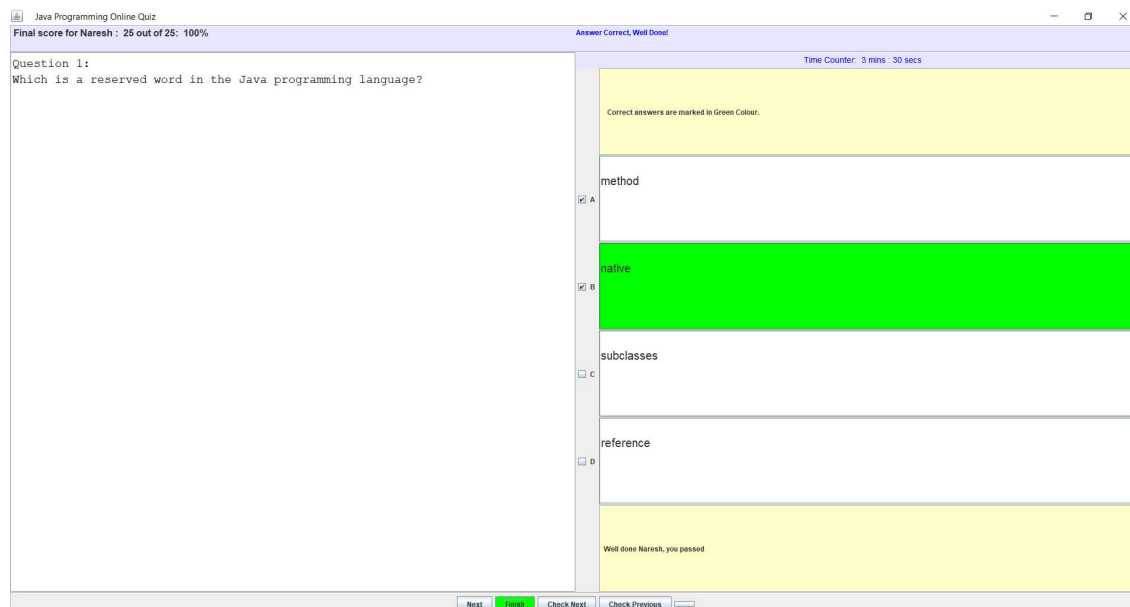 Java Programming Online Quiz
Final score for Naresh : 25 out of 25: 100%
Answer Correct, Well Done!
Question 1:
Which is a reserved word in the Java programming language?
Time Counter: 3 mins : 30 secs
Correct answers are marked in Green Colour.
A
method
B
native
C
subclasses
D
reference
Well done Naresh, you passed
Next
Finish
Check Next
Check Previous